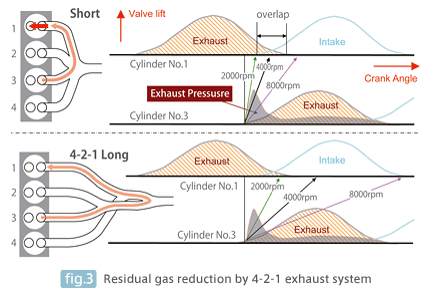 Short
Valve lift
overlap
1
2
3
4
Exhaust
Intake
Cylinder No.1
2000rpm
4000rpm
8000rpm
Crank Angle
Exhaust Pressusre
Cylinder No.3
Exhaust
4-2-1 Long
1
2
3
4
Exhaust
Intake
Cylinder No.1
2000rpm
4000rpm
8000rpm
Cylinder No.3
Exhaust
fig.3 Residual gas reduction by 4-2-1 exhaust system